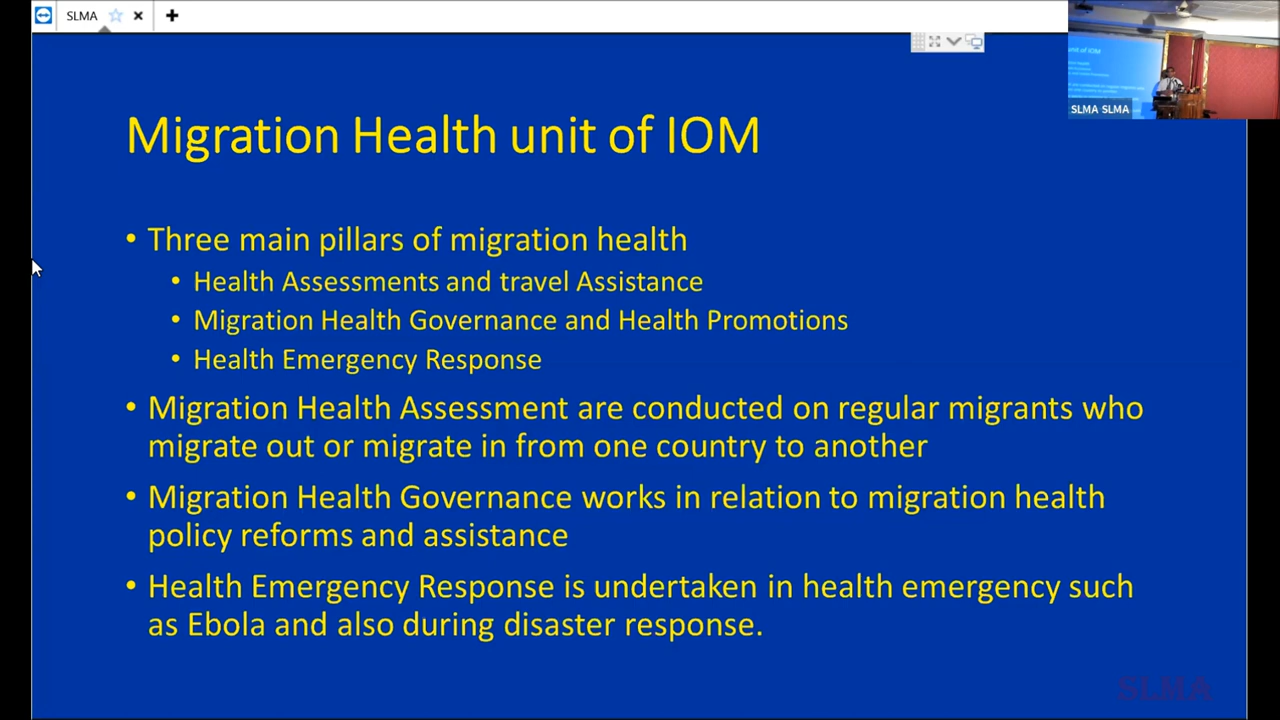 SLMA
SLMA SLMA
Migration Health unit of IOM
• Three main pillars of migration health
• Health Assessments and travel Assistance
• Migration Health Governance and Health Promotions
• Health Emergency Response
• Migration Health Assessment are conducted on regular migrants who
migrate out or migrate in from one country to another
• Migration Health Governance works in relation to migration health
policy reforms and assistance
• Health Emergency Response is undertaken in health emergency such
as Ebola and also during disaster response.
SLMA